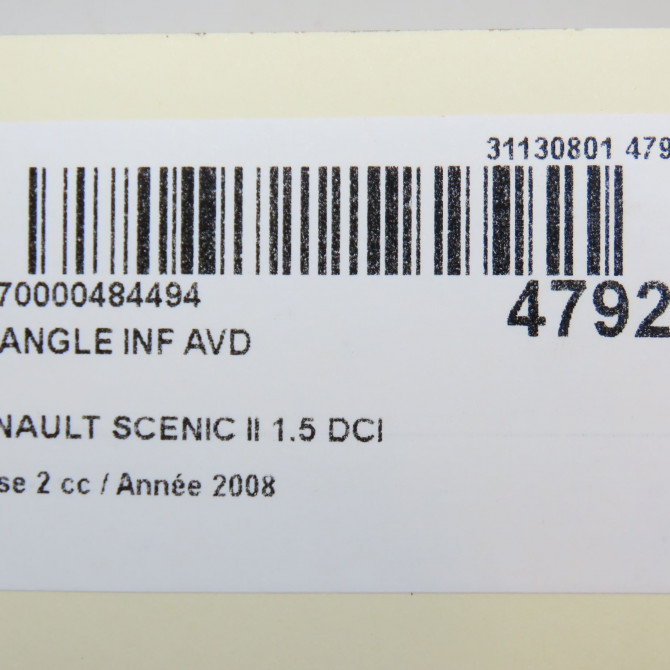 31130801 479
70000484494
4792
ANGLE INF AVD
NAULT SCENIC II 1.5 DCI
se 2 cc / Année 2008